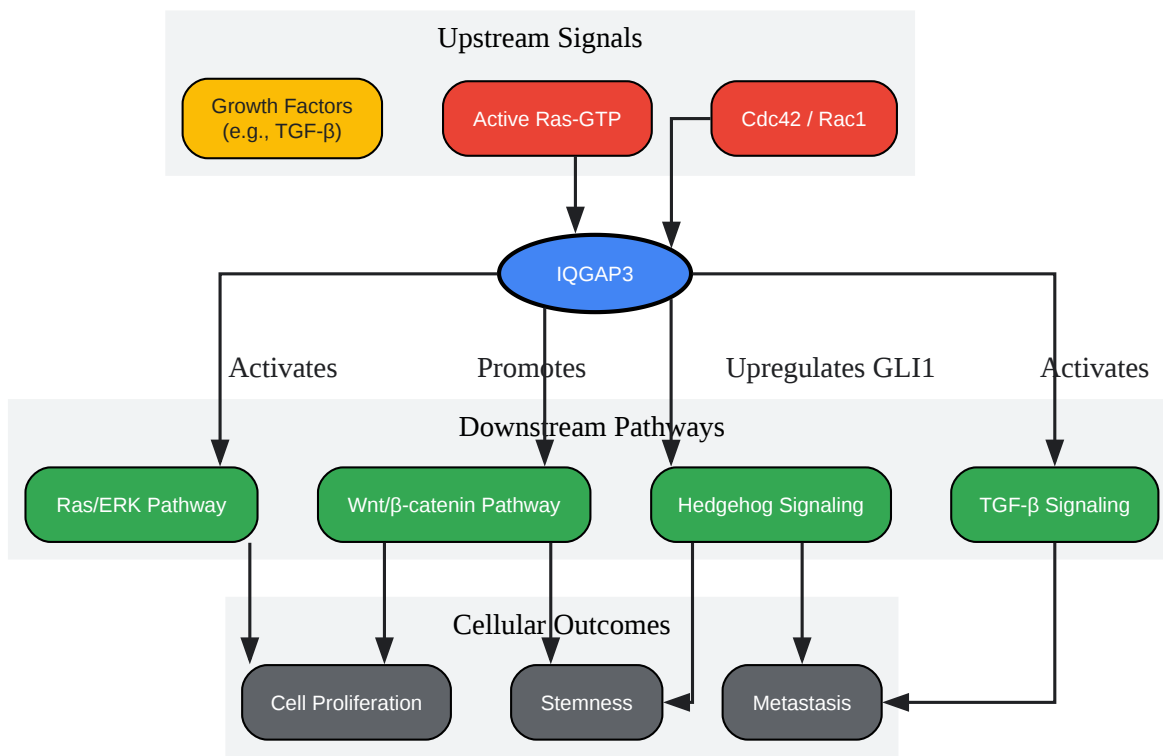 Upstream Signals
Growth Factors
(e.g., TGF-β)
Active Ras-GTP
Cdc42 / Rac1
IQGAP3
Activates
Promotes
Upregulates GLI1
Activates
Downstream Pathways
Ras/ERK Pathway
Wnt/β-catenin Pathway
Hedgehog Signaling
TGF-β Signaling
Cellular Outcomes
Cell Proliferation
Stemness
Metastasis